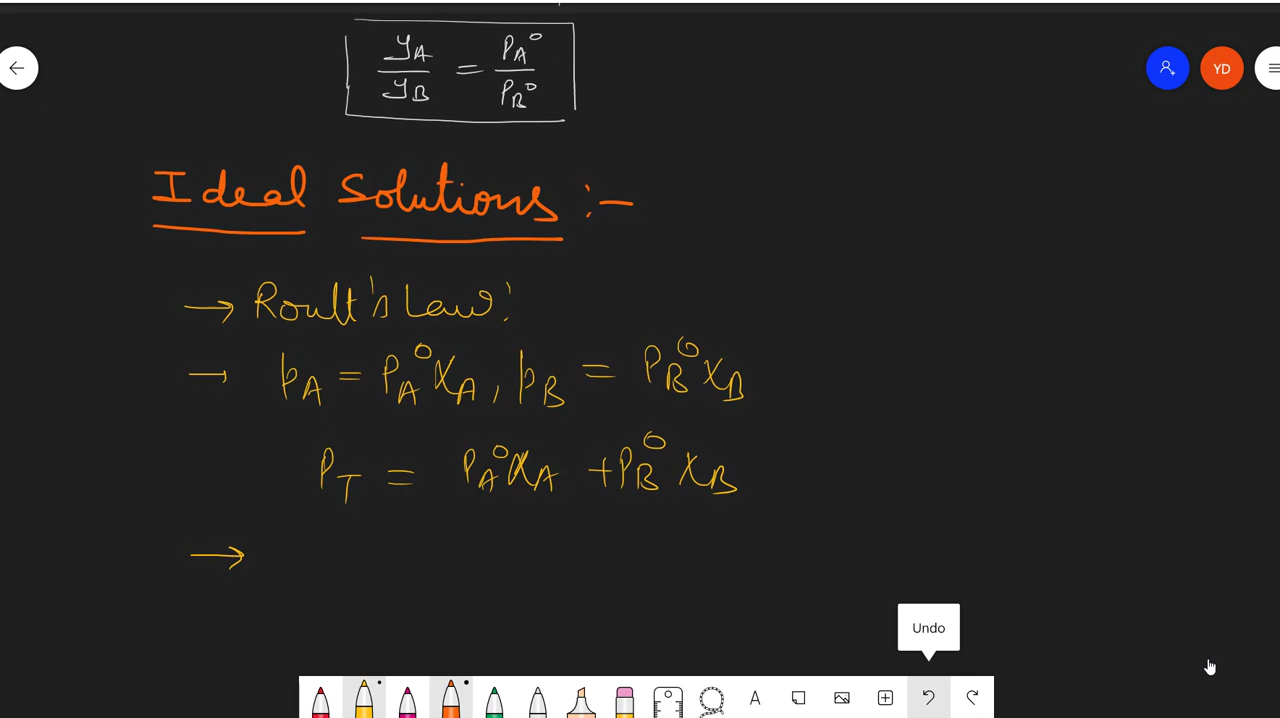 yA/yB = PA°/PB°
YD
Ideal Solutions :-
→ Roult's Law:
→ pA = PA° XA, pB = PB° XB
PT = PA° XA + PB° XB
→
Undo
A